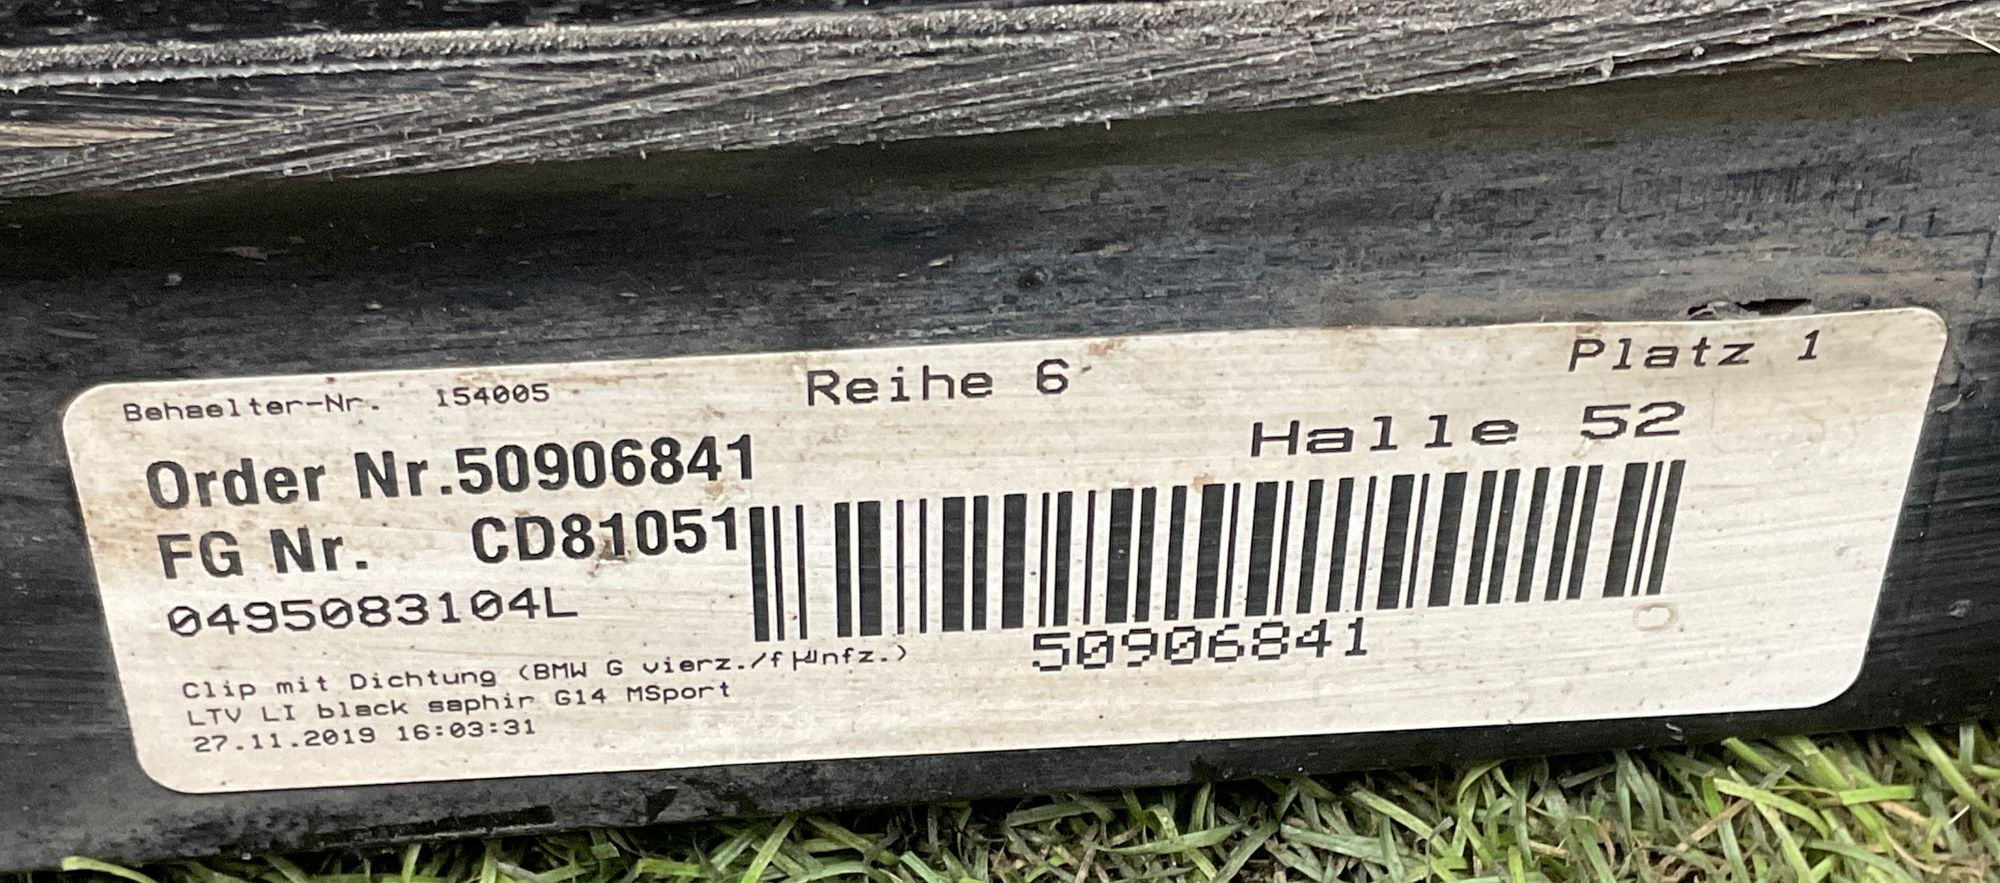 Behaelter-Nr. 154005
Reihe 6
Platz 1
Halle 52
Order Nr.50906841
FG Nr. CD81051
0495083104L
50906841
Clip mit Dichtung (BMW G vierz./
LTV LI black saphir G14 MSport
27.11.2019 16:03:31